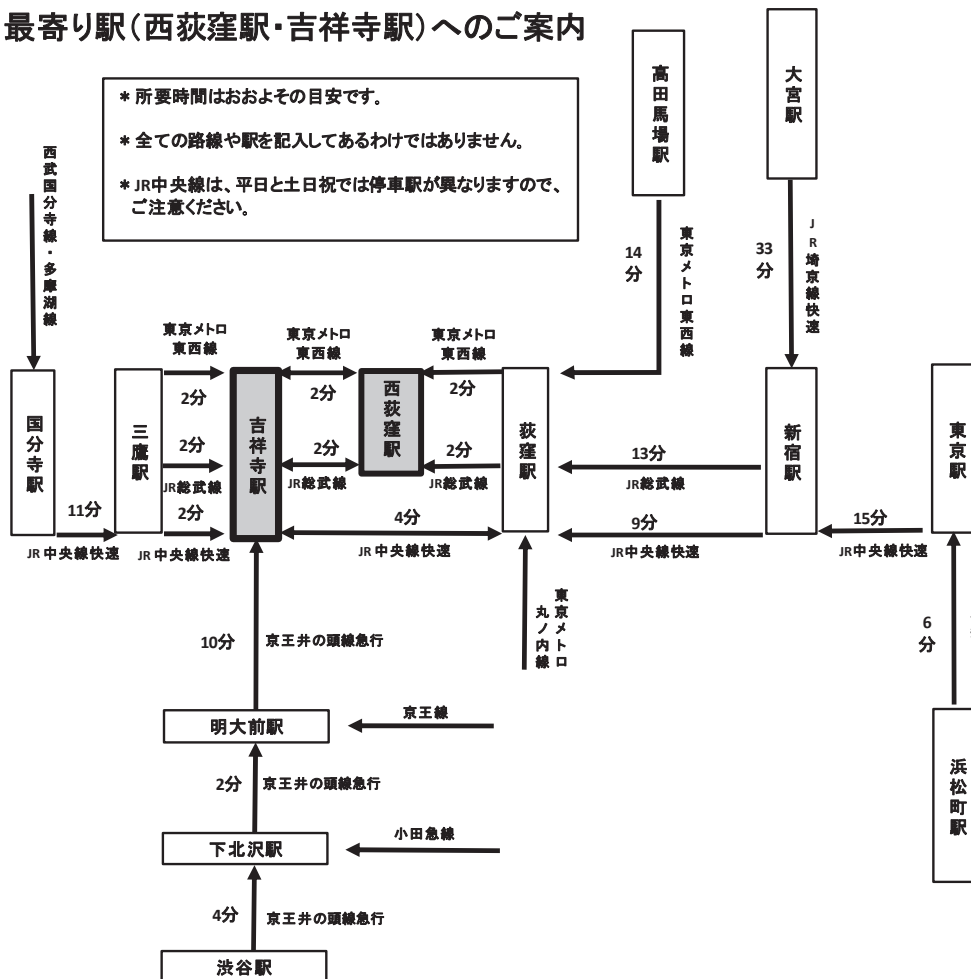 最寄り駅(西荻窪駅・吉祥寺駅)へのご案内
* 所要時間はおおよその目安です。
* 全ての路線や駅を記入してあるわけではありません。
* JR中央線は、平日と土日祝では停車駅が異なりますので、
ご注意ください。
高田馬場駅
大宮駅
西武国分寺線・多摩湖線
14
分
東京メトロ東西線
33
分
JR埼京線快速
東京メトロ
東西線
東京メトロ
東西線
東京メトロ
東西線
2分
2分
2分
国分寺駅
三鷹駅
吉祥寺駅
西荻窪駅
荻窪駅
新宿駅
東京駅
2分
JR総武線
2分
JR総武線
2分
JR総武線
13分
JR総武線
11分
JR中央線快速
2分
JR中央線快速
4分
JR中央線快速
9分
JR中央線快速
15分
JR中央線快速
東京メトロ
丸ノ内線
6
分
10分
京王井の頭線急行
明大前駅
京王線
浜松町駅
2分
京王井の頭線急行
下北沢駅
小田急線
4分
京王井の頭線急行
渋谷駅